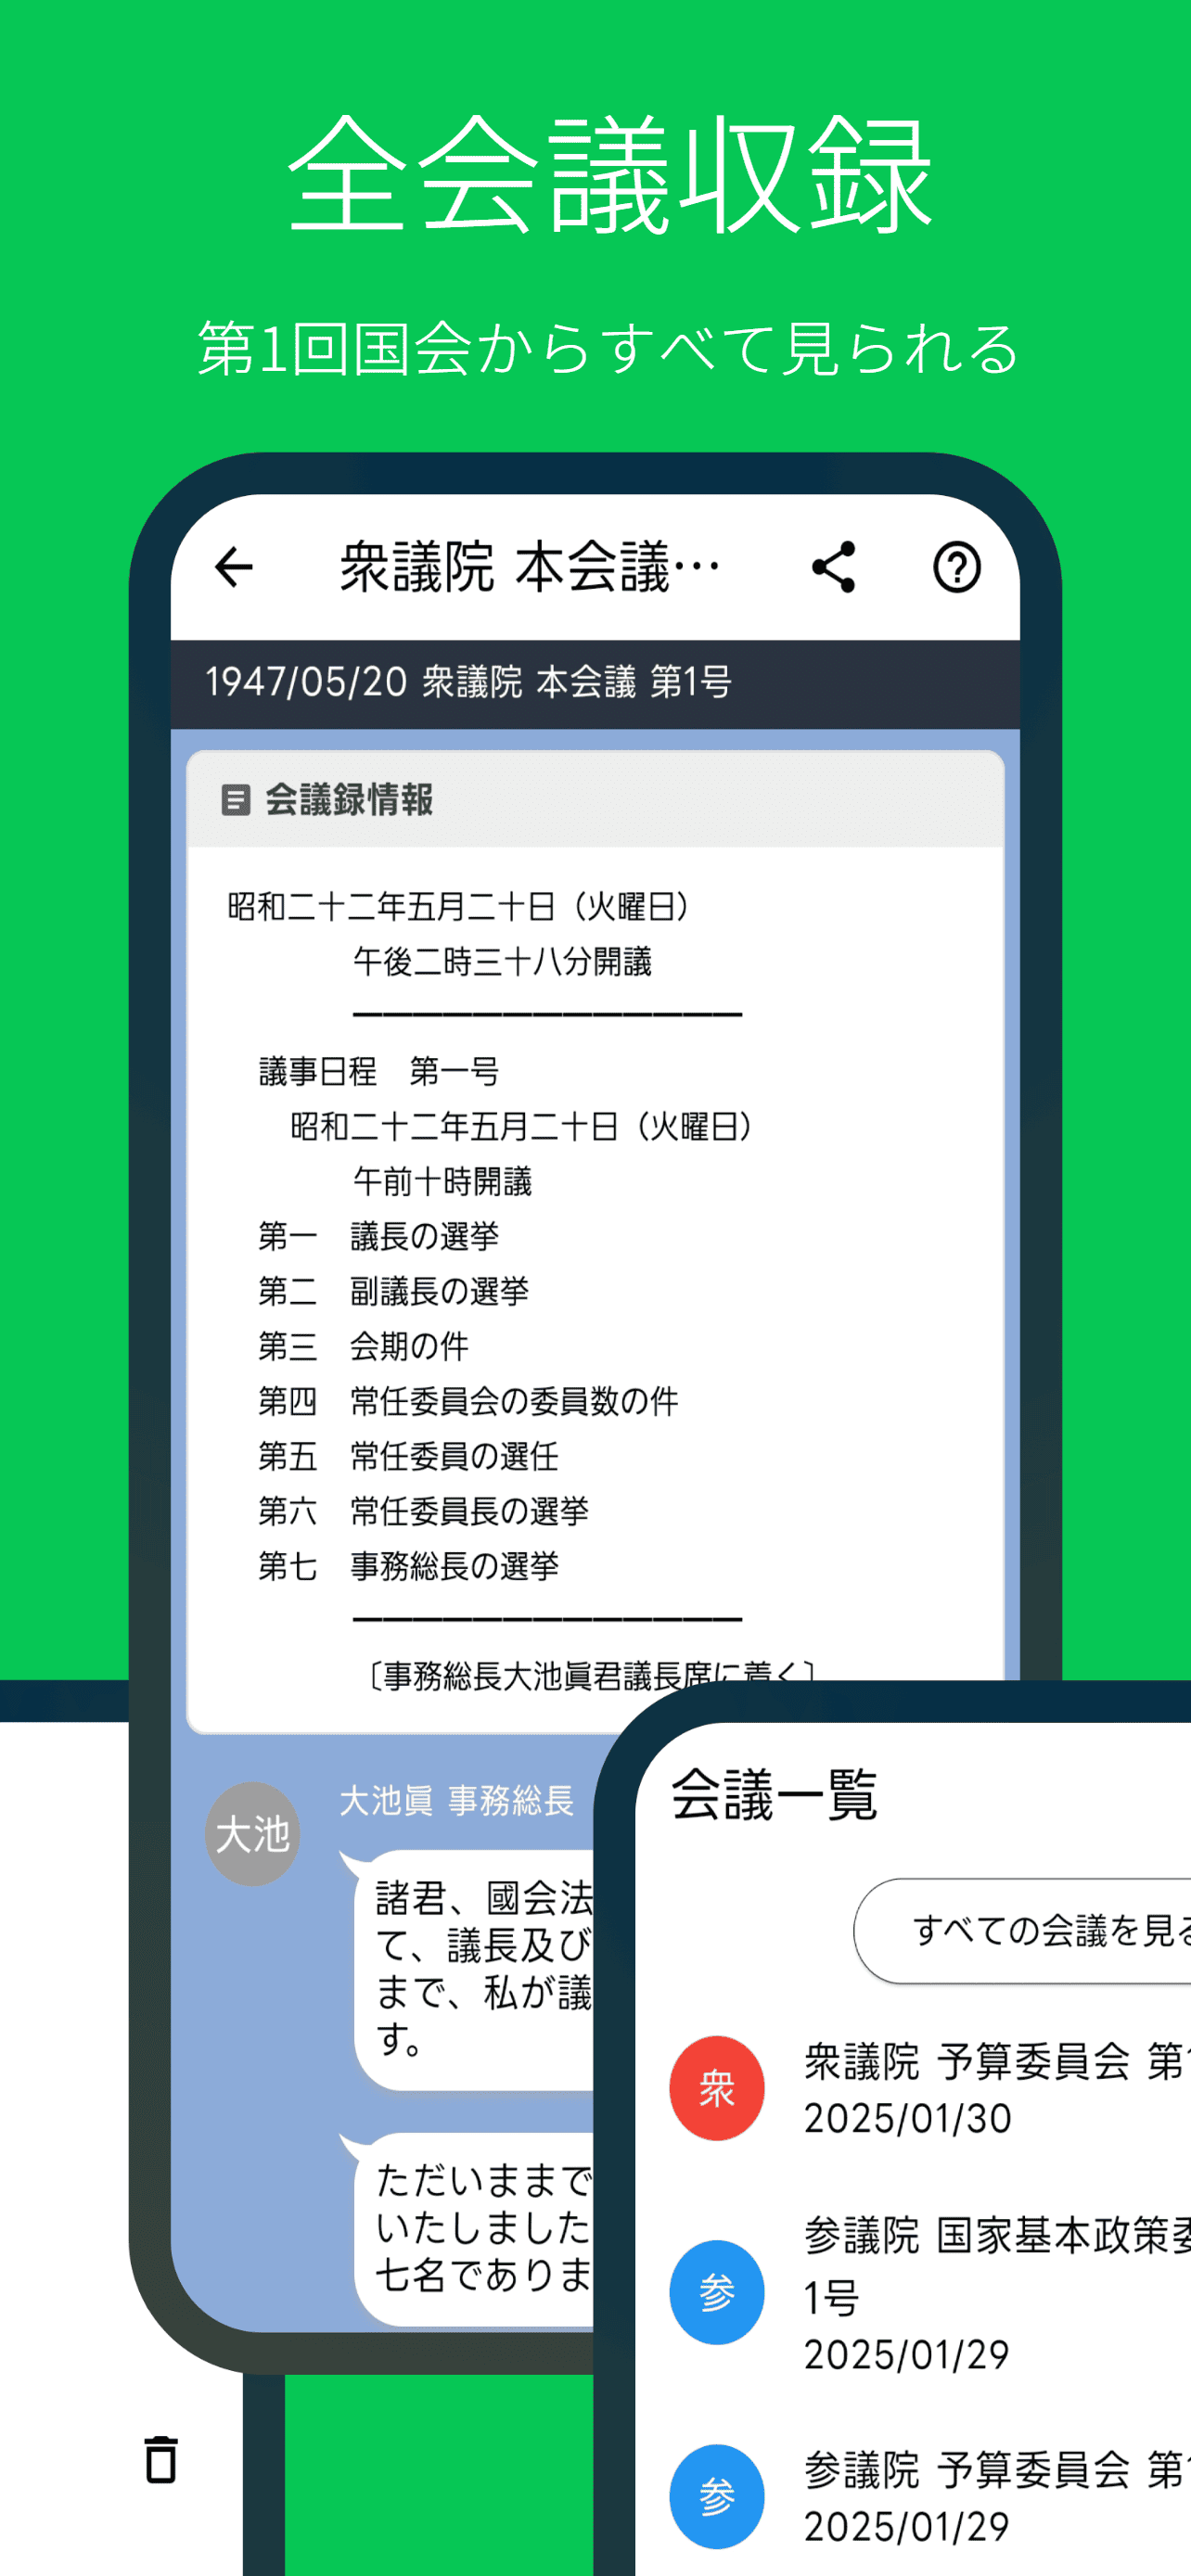 全会議収録
第1回国会からすべて見られる
衆議院 本会議…
1947/05/20 衆議院 本会議 第1号
会議録情報
昭和二十二年五月二十日（火曜日）
午後二時三十八分開議
━━━━━━━━━━━━━
議事日程　第一号
昭和二十二年五月二十日（火曜日）
午前十時開議
第一　議長の選挙
第二　副議長の選挙
第三　会期の件
第四　常任委員会の委員数の件
第五　常任委員の選任
第六　常任委員長の選挙
第七　事務総長の選挙
━━━━━━━━━━━━━
〔事務総長大池眞君議長席に着く〕
大池
大池眞 事務総長
諸君、國会法
て、議長及び
まで、私が議
す。
ただいままで
いたしました
七名でありま
会議一覧
すべての会議を見る
衆
衆議院 予算委員会 第
2025/01/30
参
参議院 国家基本政策委
1号
2025/01/29
参
参議院 予算委員会 第
2025/01/29